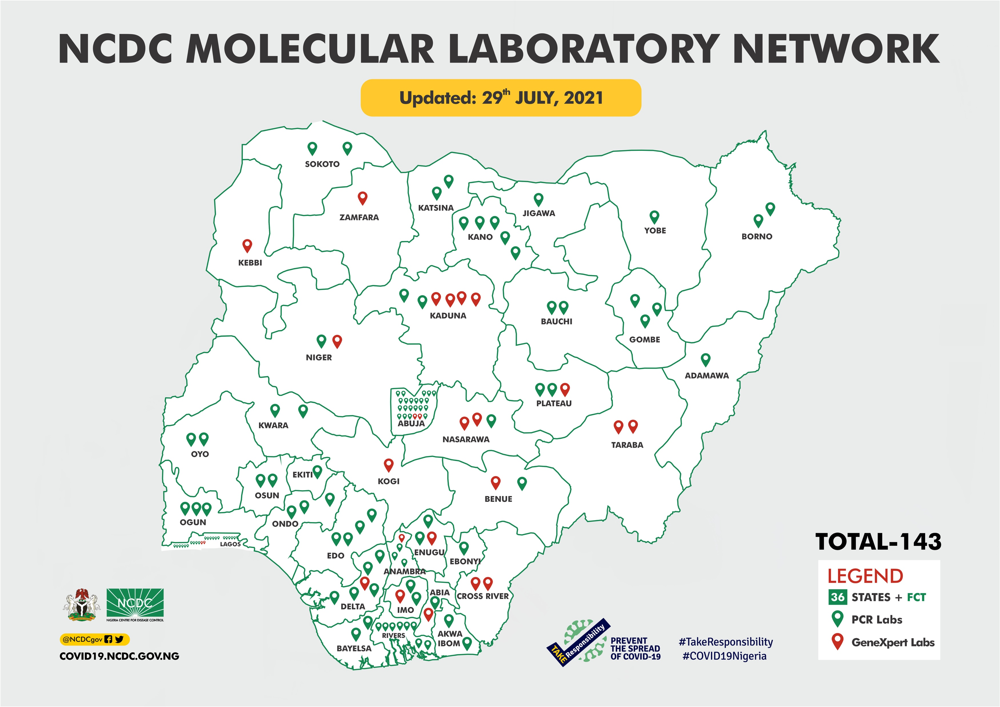 NCDC MOLECULAR LABORATORY NETWORK
Updated: 29th JULY, 2021
SOKOTO
KATSINA
ZAMFARA
JIGAWA
YOBE
BORNO
KANO
KEBBI
KADUNA
BAUCHI
GOMBE
NIGER
ADAMAWA
PLATEAU
KWARA
ABUJA
NASARAWA
TARABA
OYO
EKITI
KOGI
OSUN
BENUE
OGUN
ONDO
LAGOS
EDO
ENUGU
EBONYI
ANAMBRA
ABIA
CROSS RIVER
DELTA
IMO
RIVERS
AKWA
IBOM
BAYELSA
TOTAL-143
LEGEND
36 STATES + FCT
PCR Labs
GeneXpert Labs
NCDC
NIGERIA CENTRE FOR DISEASE CONTROL
@NCDCgov
COVID19.NCDC.GOV.NG
TAKE Responsibility
PREVENT
THE SPREAD
OF COVID-19
#TakeResponsibility
#COVID19Nigeria